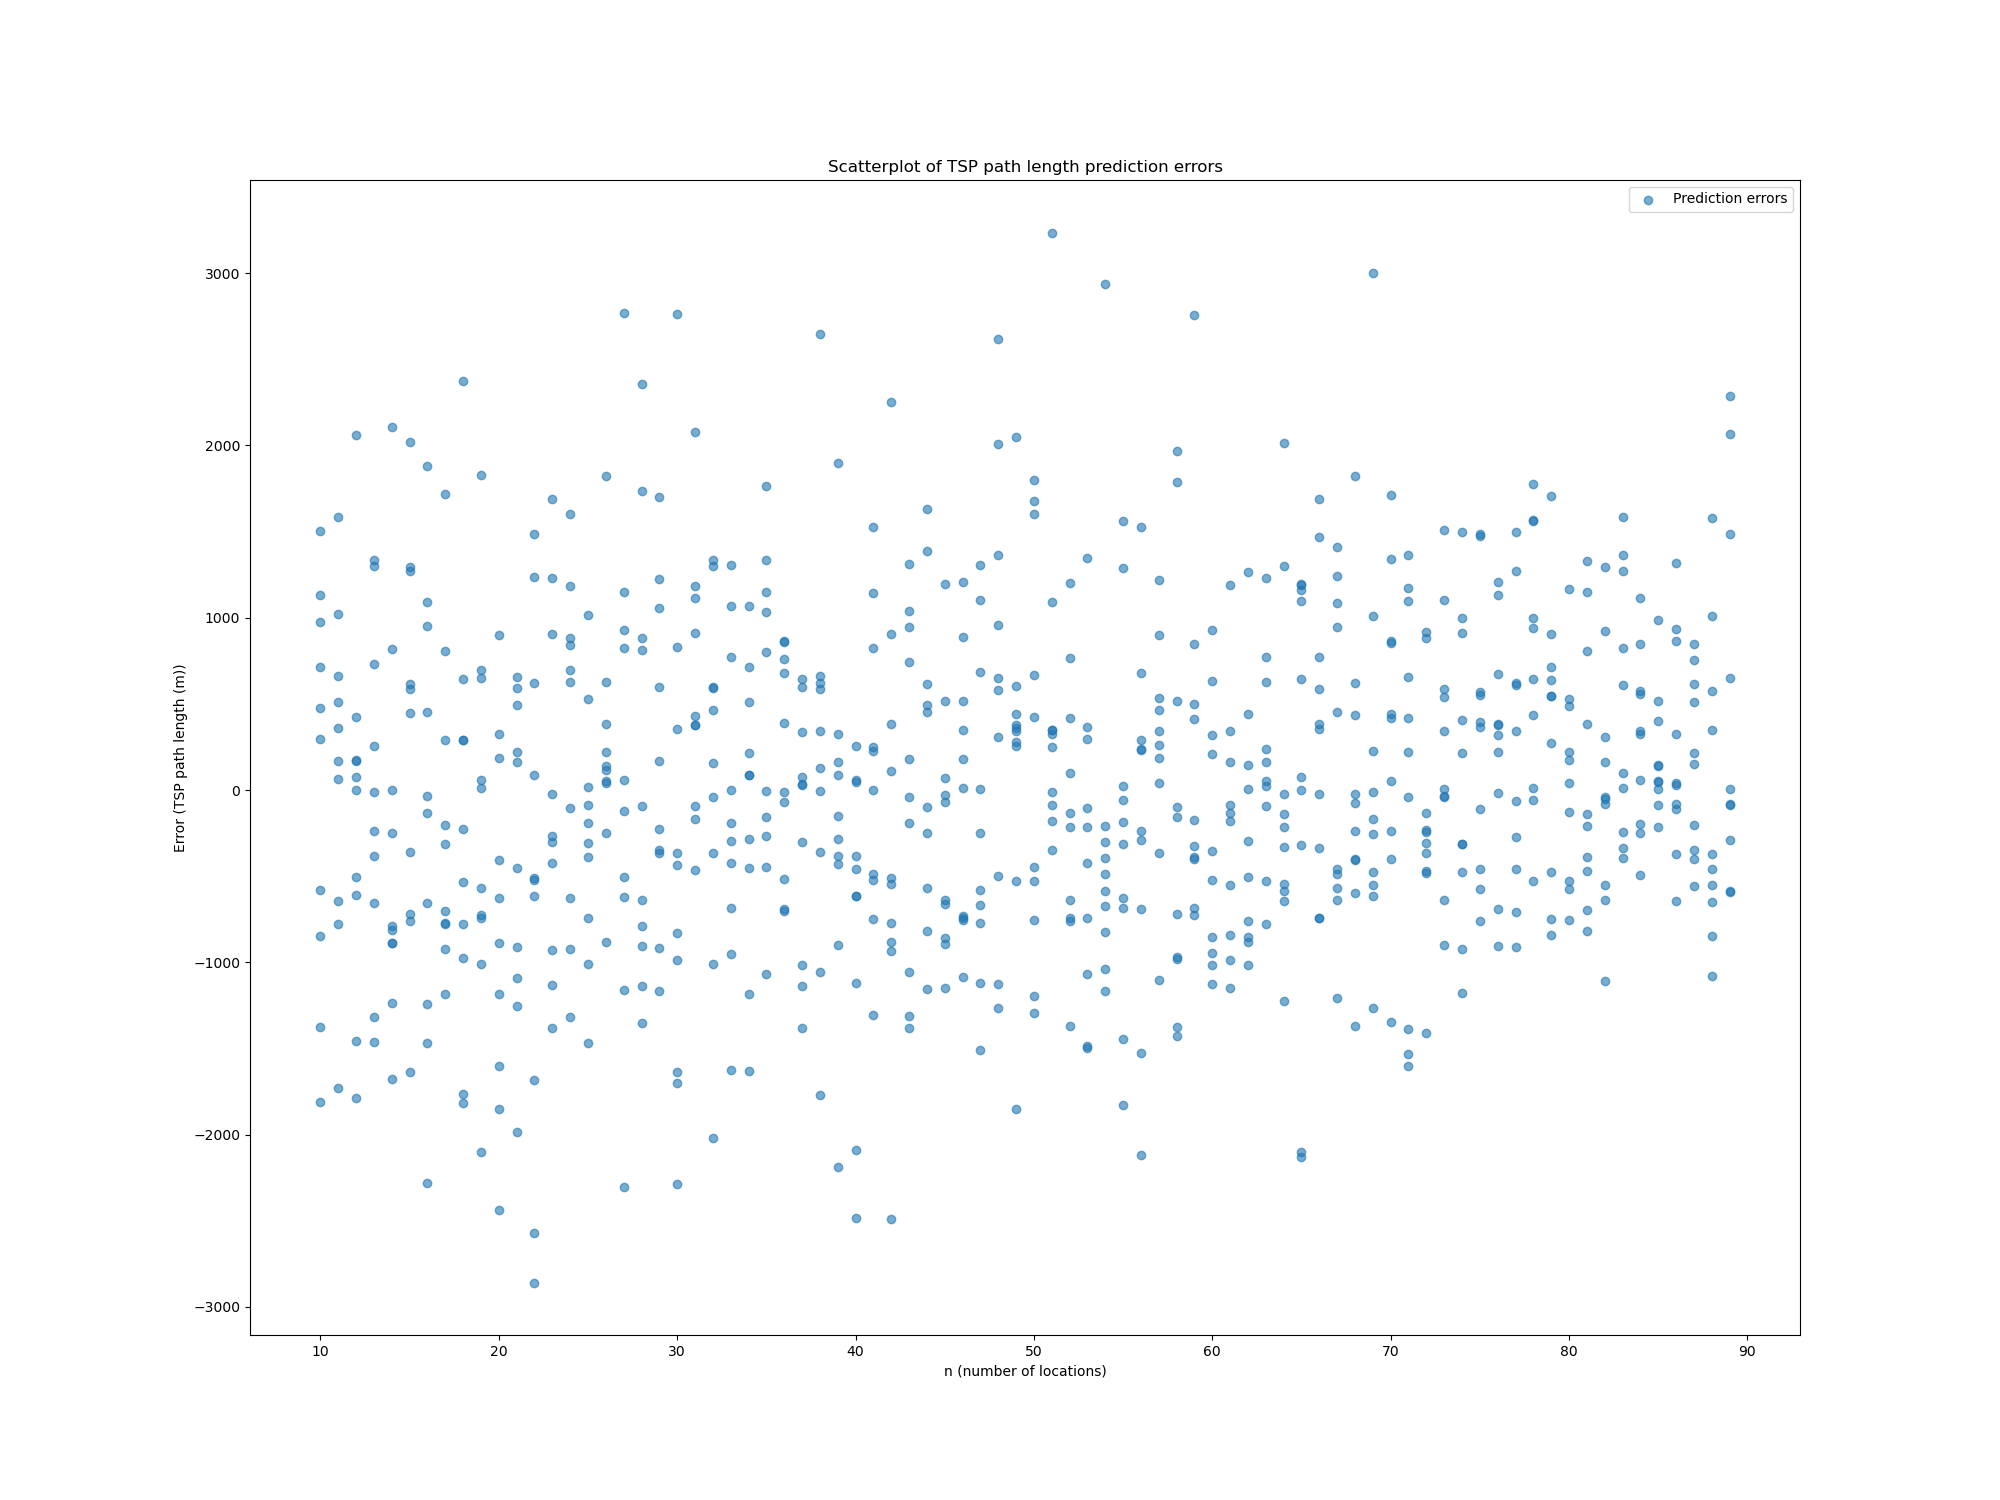 Scatterplot of TSP path length prediction errors
Prediction errors
3000
2000
1000
0
−1000
−2000
−3000
Error (TSP path length (m))
10 20 30 40 50 60 70 80 90
n (number of locations)